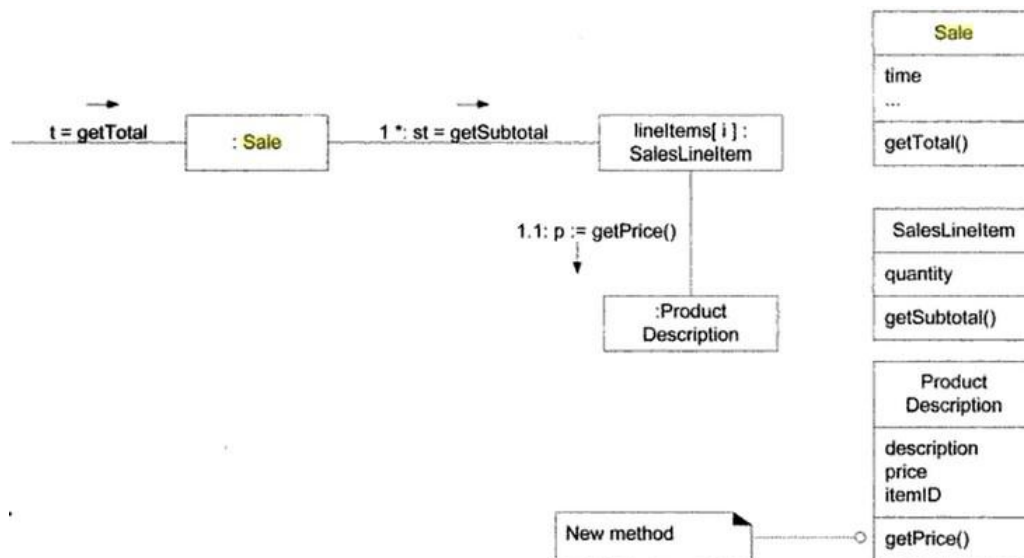 t = getTotal
: Sale
1 *: st = getSubtotal
lineItems[ i ] :
SalesLineItem
1.1: p := getPrice()
:Product
Description
Sale
time
...
getTotal()
SalesLineItem
quantity
getSubtotal()
Product
Description
description
price
itemID
getPrice()
New method